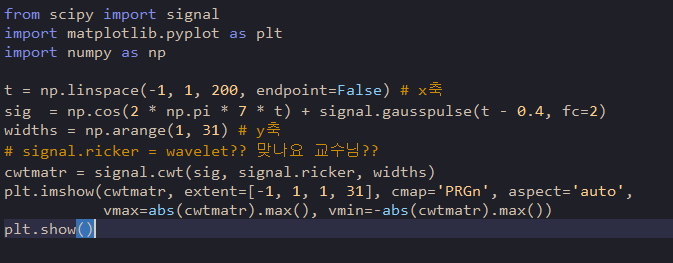 from scipy import signal
import matplotlib.pyplot as plt
import numpy as np
t = np.linspace(-1, 1, 200, endpoint=False) # x축
sig  = np.cos(2 * np.pi * 7 * t) + signal.gausspulse(t - 0.4, fc=2)
widths = np.arange(1, 31) # y축
# signal.ricker = wavelet?? 맞나요 교수님??
cwtmatr = signal.cwt(sig, signal.ricker, widths)
plt.imshow(cwtmatr, extent=[-1, 1, 1, 31], cmap='PRGn', aspect='auto',
           vmax=abs(cwtmatr).max(), vmin=-abs(cwtmatr).max())
plt.show()